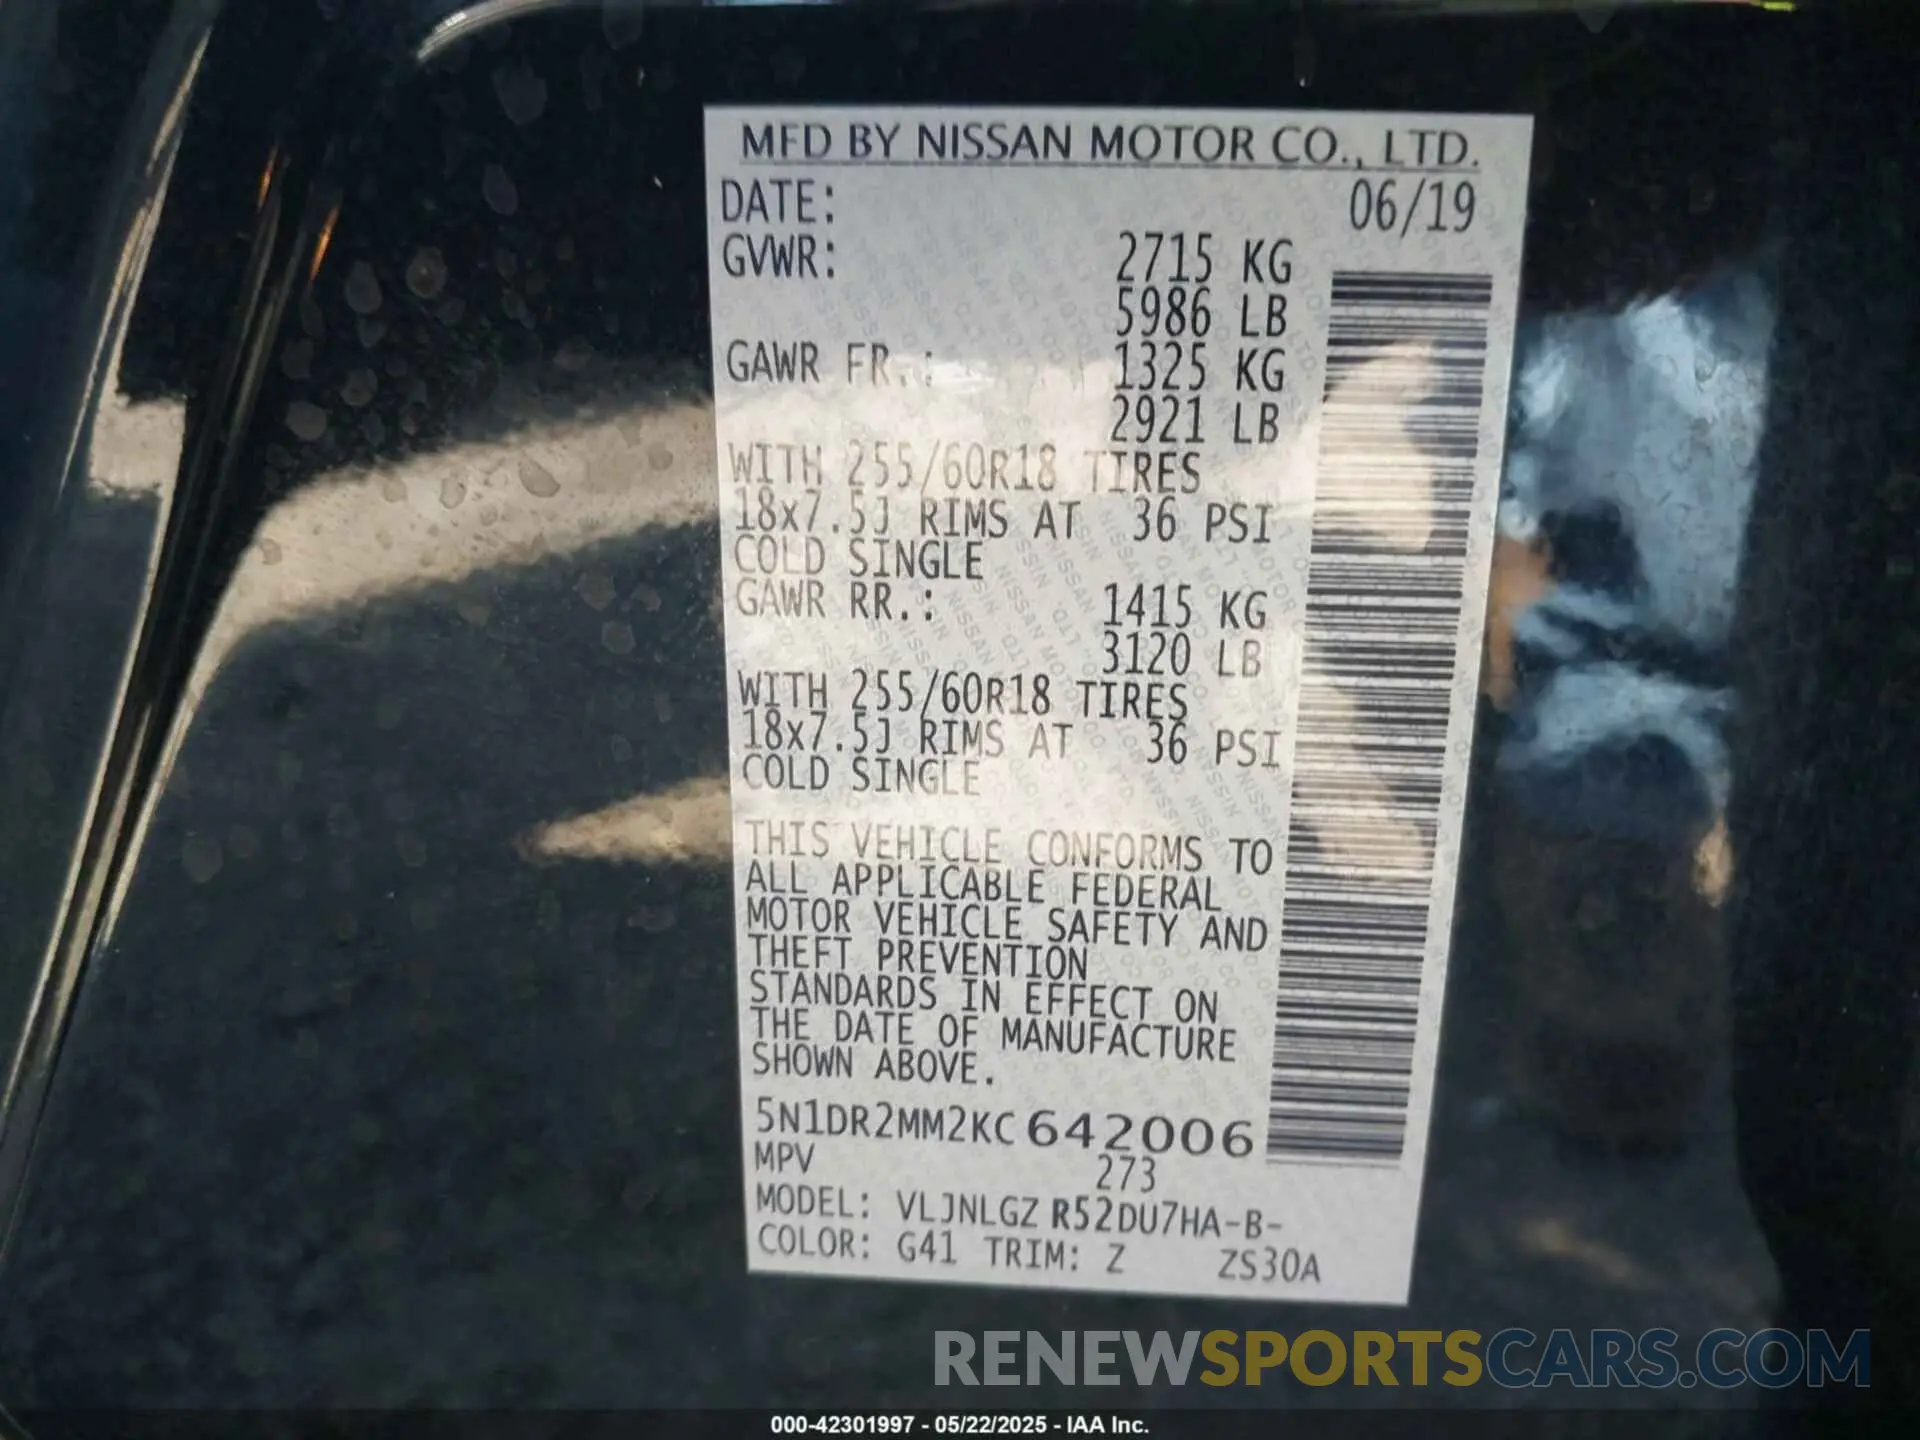 MFD BY NISSAN MOTOR CO., LTD.
DATE: 06/19
GVWR: 2715 KG
5986 LB
GAWR FR.: 1325 KG
2921 LB
WITH 255/60R18 TIRES
18x7.5J RIMS AT 36 PSI
COLD SINGLE
GAWR RR.: 1415 KG
3120 LB
WITH 255/60R18 TIRES
18x7.5J RIMS AT 36 PSI
COLD SINGLE
THIS VEHICLE CONFORMS TO
ALL APPLICABLE FEDERAL
MOTOR VEHICLE SAFETY AND
THEFT PREVENTION
STANDARDS IN EFFECT ON
THE DATE OF MANUFACTURE
SHOWN ABOVE.
5N1DR2MM2KC642006
MPV 273
MODEL: VLJNLGZ R52DU7HA-B-
COLOR: G41 TRIM: Z ZS30A
RENEWSPORTSCARS.COM
000-42301997 - 05/22/2025 - IAA Inc.